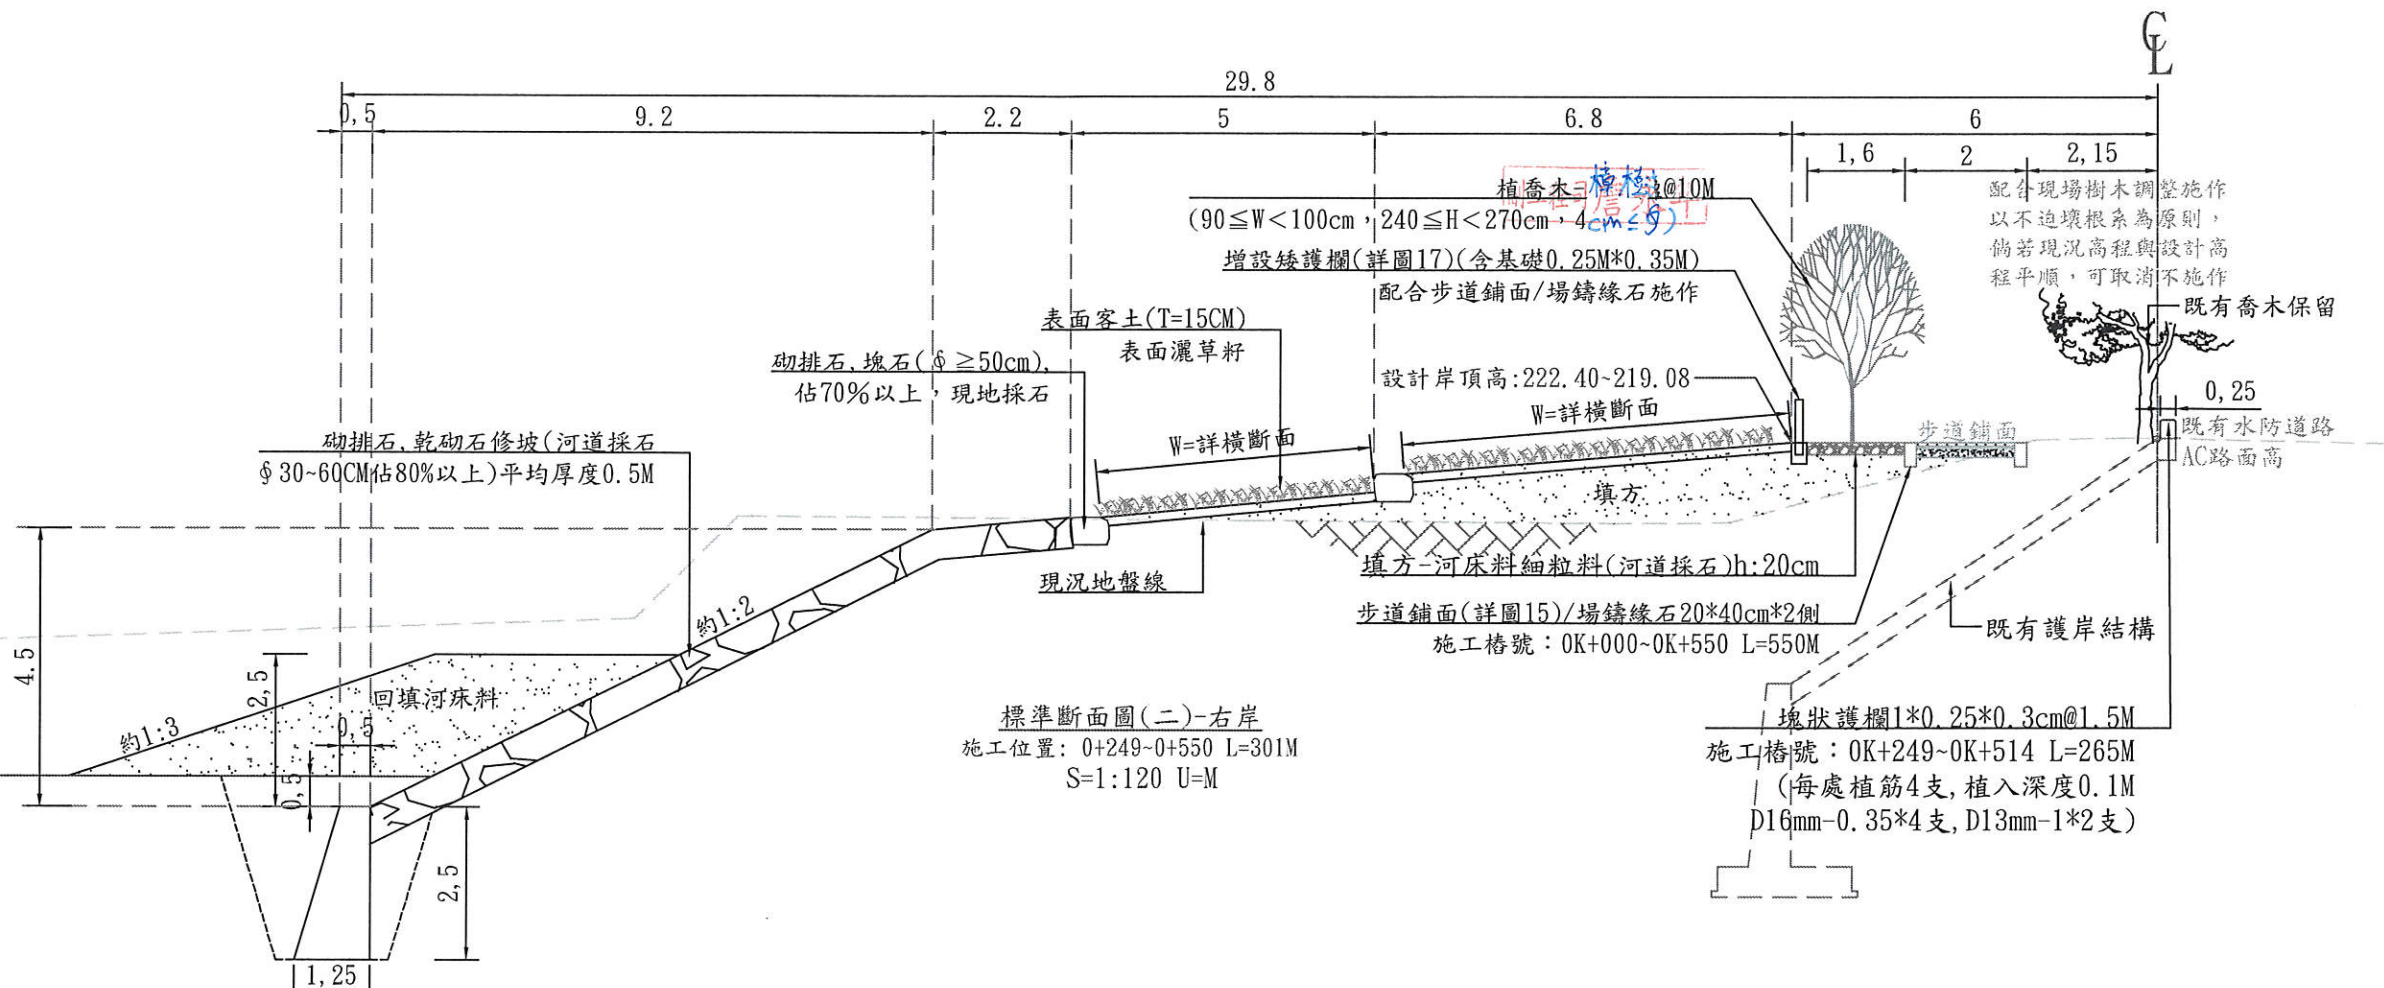 CL
29.8
0,5
9.2
2.2
5
6.8
6
1,6
2
2,15
植喬木-樟樹@10M
(90≦W<100cm，240≦H<270cm，4cm≦φ)
增設矮護欄(詳圖17)(含基礎0.25M*0.35M)
配合步道鋪面/場鑄緣石施作
配合現場樹木調整施作
以不迫壞根系為原則，
倘若現況高程與設計高
程平順，可取消不施作
既有喬木保留
表面客土(T=15CM)
表面灑草籽
砌排石,塊石(φ≧50cm),
佔70%以上，現地採石
設計岸頂高:222.40~219.08
W=詳橫斷面
W=詳橫斷面
0,25
步道鋪面
既有水防道路
AC路面高
砌排石,乾砌石修坡(河道採石
φ30~60CM佔80%以上)平均厚度0.5M
填方
填方-河床料細粒料(河道採石)h:20cm
現況地盤線
約1:2
步道鋪面(詳圖15)/場鑄緣石20*40cm*2側
施工樁號：0K+000~0K+550 L=550M
既有護岸結構
4.5
2,5
回填河床料
約1:3
0,5
0,5
2,5
1,25
標準斷面圖(二)-右岸
施工位置: 0+249~0+550 L=301M
S=1:120 U=M
塊狀護欄1*0.25*0.3cm@1.5M
施工樁號：0K+249~0K+514 L=265M
(每處植筋4支,植入深度0.1M
D16mm-0.35*4支,D13mm-1*2支)